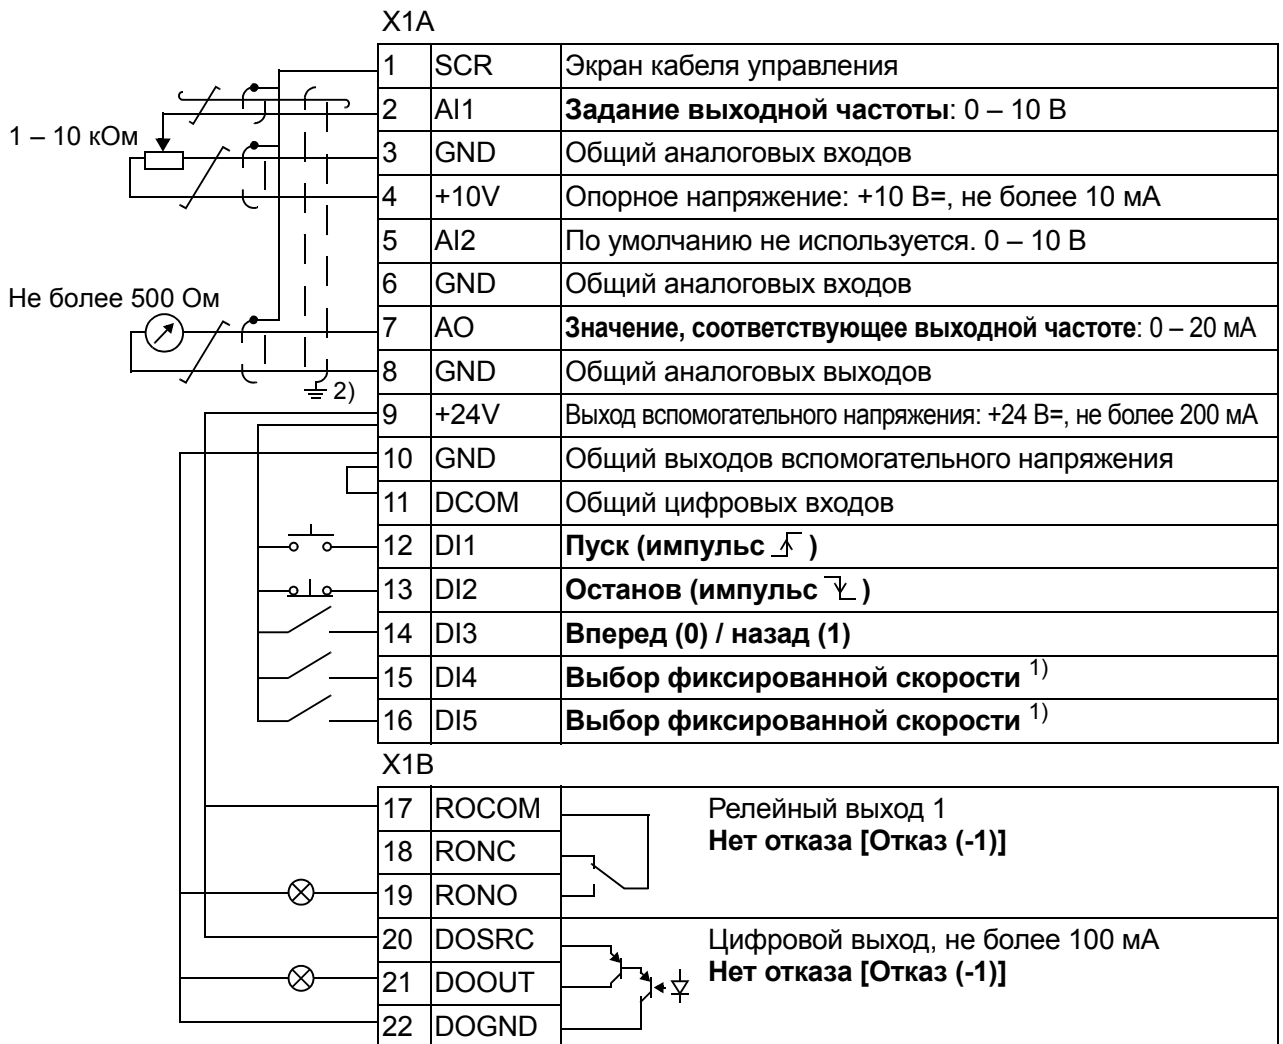 X1A
1 SCR Экран кабеля управления
2 AI1 Задание выходной частоты: 0 – 10 В
1 – 10 кОм
3 GND Общий аналоговых входов
4 +10V Опорное напряжение: +10 В=, не более 10 мА
5 AI2 По умолчанию не используется. 0 – 10 В
6 GND Общий аналоговых входов
Не более 500 Ом
7 AO Значение, соответствующее выходной частоте: 0 – 20 мА
8 GND Общий аналоговых выходов
2)
9 +24V Выход вспомогательного напряжения: +24 В=, не более 200 мА
10 GND Общий выходов вспомогательного напряжения
11 DCOM Общий цифровых входов
12 DI1 Пуск (импульс )
13 DI2 Останов (импульс )
14 DI3 Вперед (0) / назад (1)
15 DI4 Выбор фиксированной скорости 1)
16 DI5 Выбор фиксированной скорости 1)
X1B
17 ROCOM Релейный выход 1
18 RONC Нет отказа [Отказ (-1)]
19 RONO
20 DOSRC Цифровой выход, не более 100 мА
21 DOOUT Нет отказа [Отказ (-1)]
22 DOGND